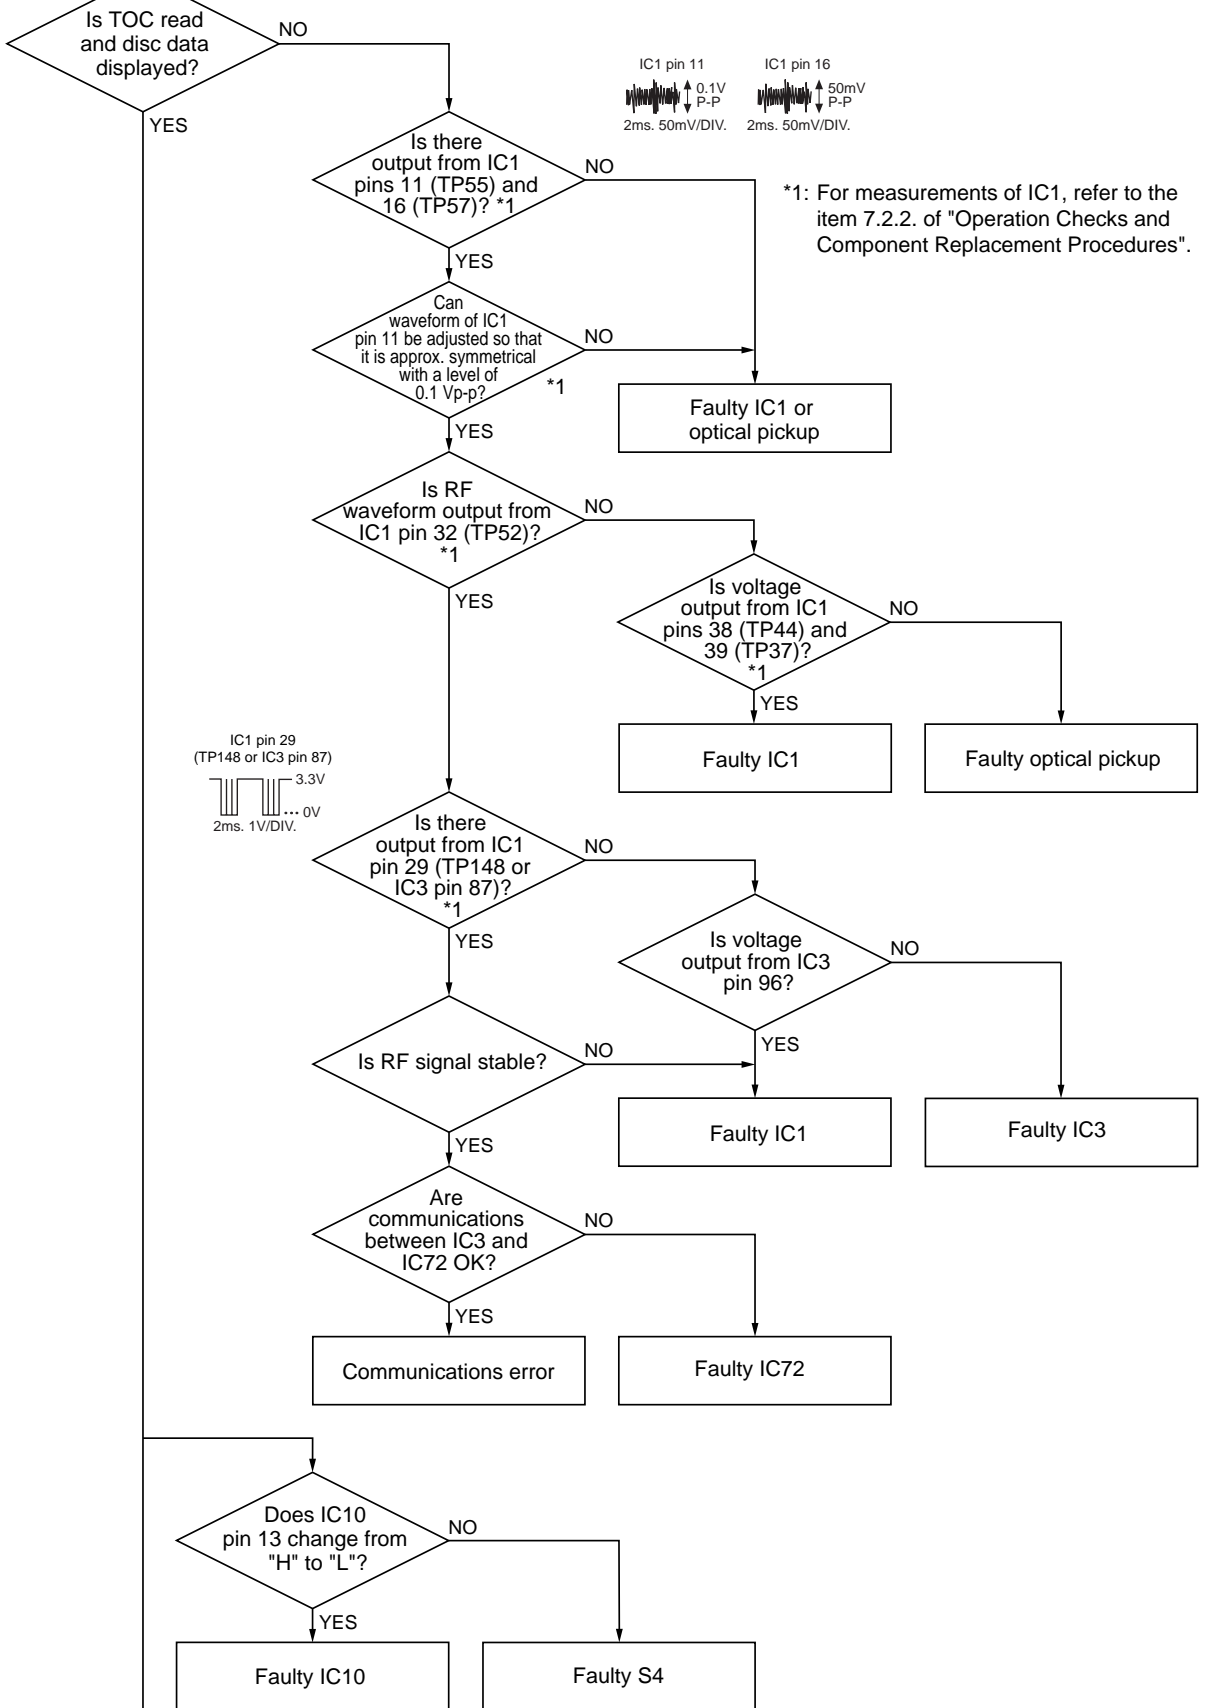 Is TOC read
and disc data
displayed?
NO
YES
IC1 pin 11
0.1V
P-P
2ms. 50mV/DIV.
IC1 pin 16
50mV
P-P
2ms. 50mV/DIV.
Is there
output from IC1
pins 11 (TP55) and
16 (TP57)? *1
NO
YES
*1: For measurements of IC1, refer to the
item 7.2.2. of "Operation Checks and
Component Replacement Procedures".
Can
waveform of IC1
pin 11 be adjusted so that
it is approx. symmetrical
with a level of
0.1 Vp-p?
*1
NO
YES
Faulty IC1 or
optical pickup
Is RF
waveform output from
IC1 pin 32 (TP52)?
*1
NO
YES
Is voltage
output from IC1
pins 38 (TP44) and
39 (TP37)?
*1
NO
YES
Faulty IC1
Faulty optical pickup
IC1 pin 29
(TP148 or IC3 pin 87)
3.3V
0V
2ms. 1V/DIV.
Is there
output from IC1
pin 29 (TP148 or
IC3 pin 87)?
*1
NO
YES
Is voltage
output from IC3
pin 96?
NO
YES
Is RF signal stable?
NO
YES
Faulty IC1
Faulty IC3
Are
communications
between IC3 and
IC72 OK?
NO
YES
Communications error
Faulty IC72
Does IC10
pin 13 change from
"H" to "L"?
NO
YES
Faulty IC10
Faulty S4